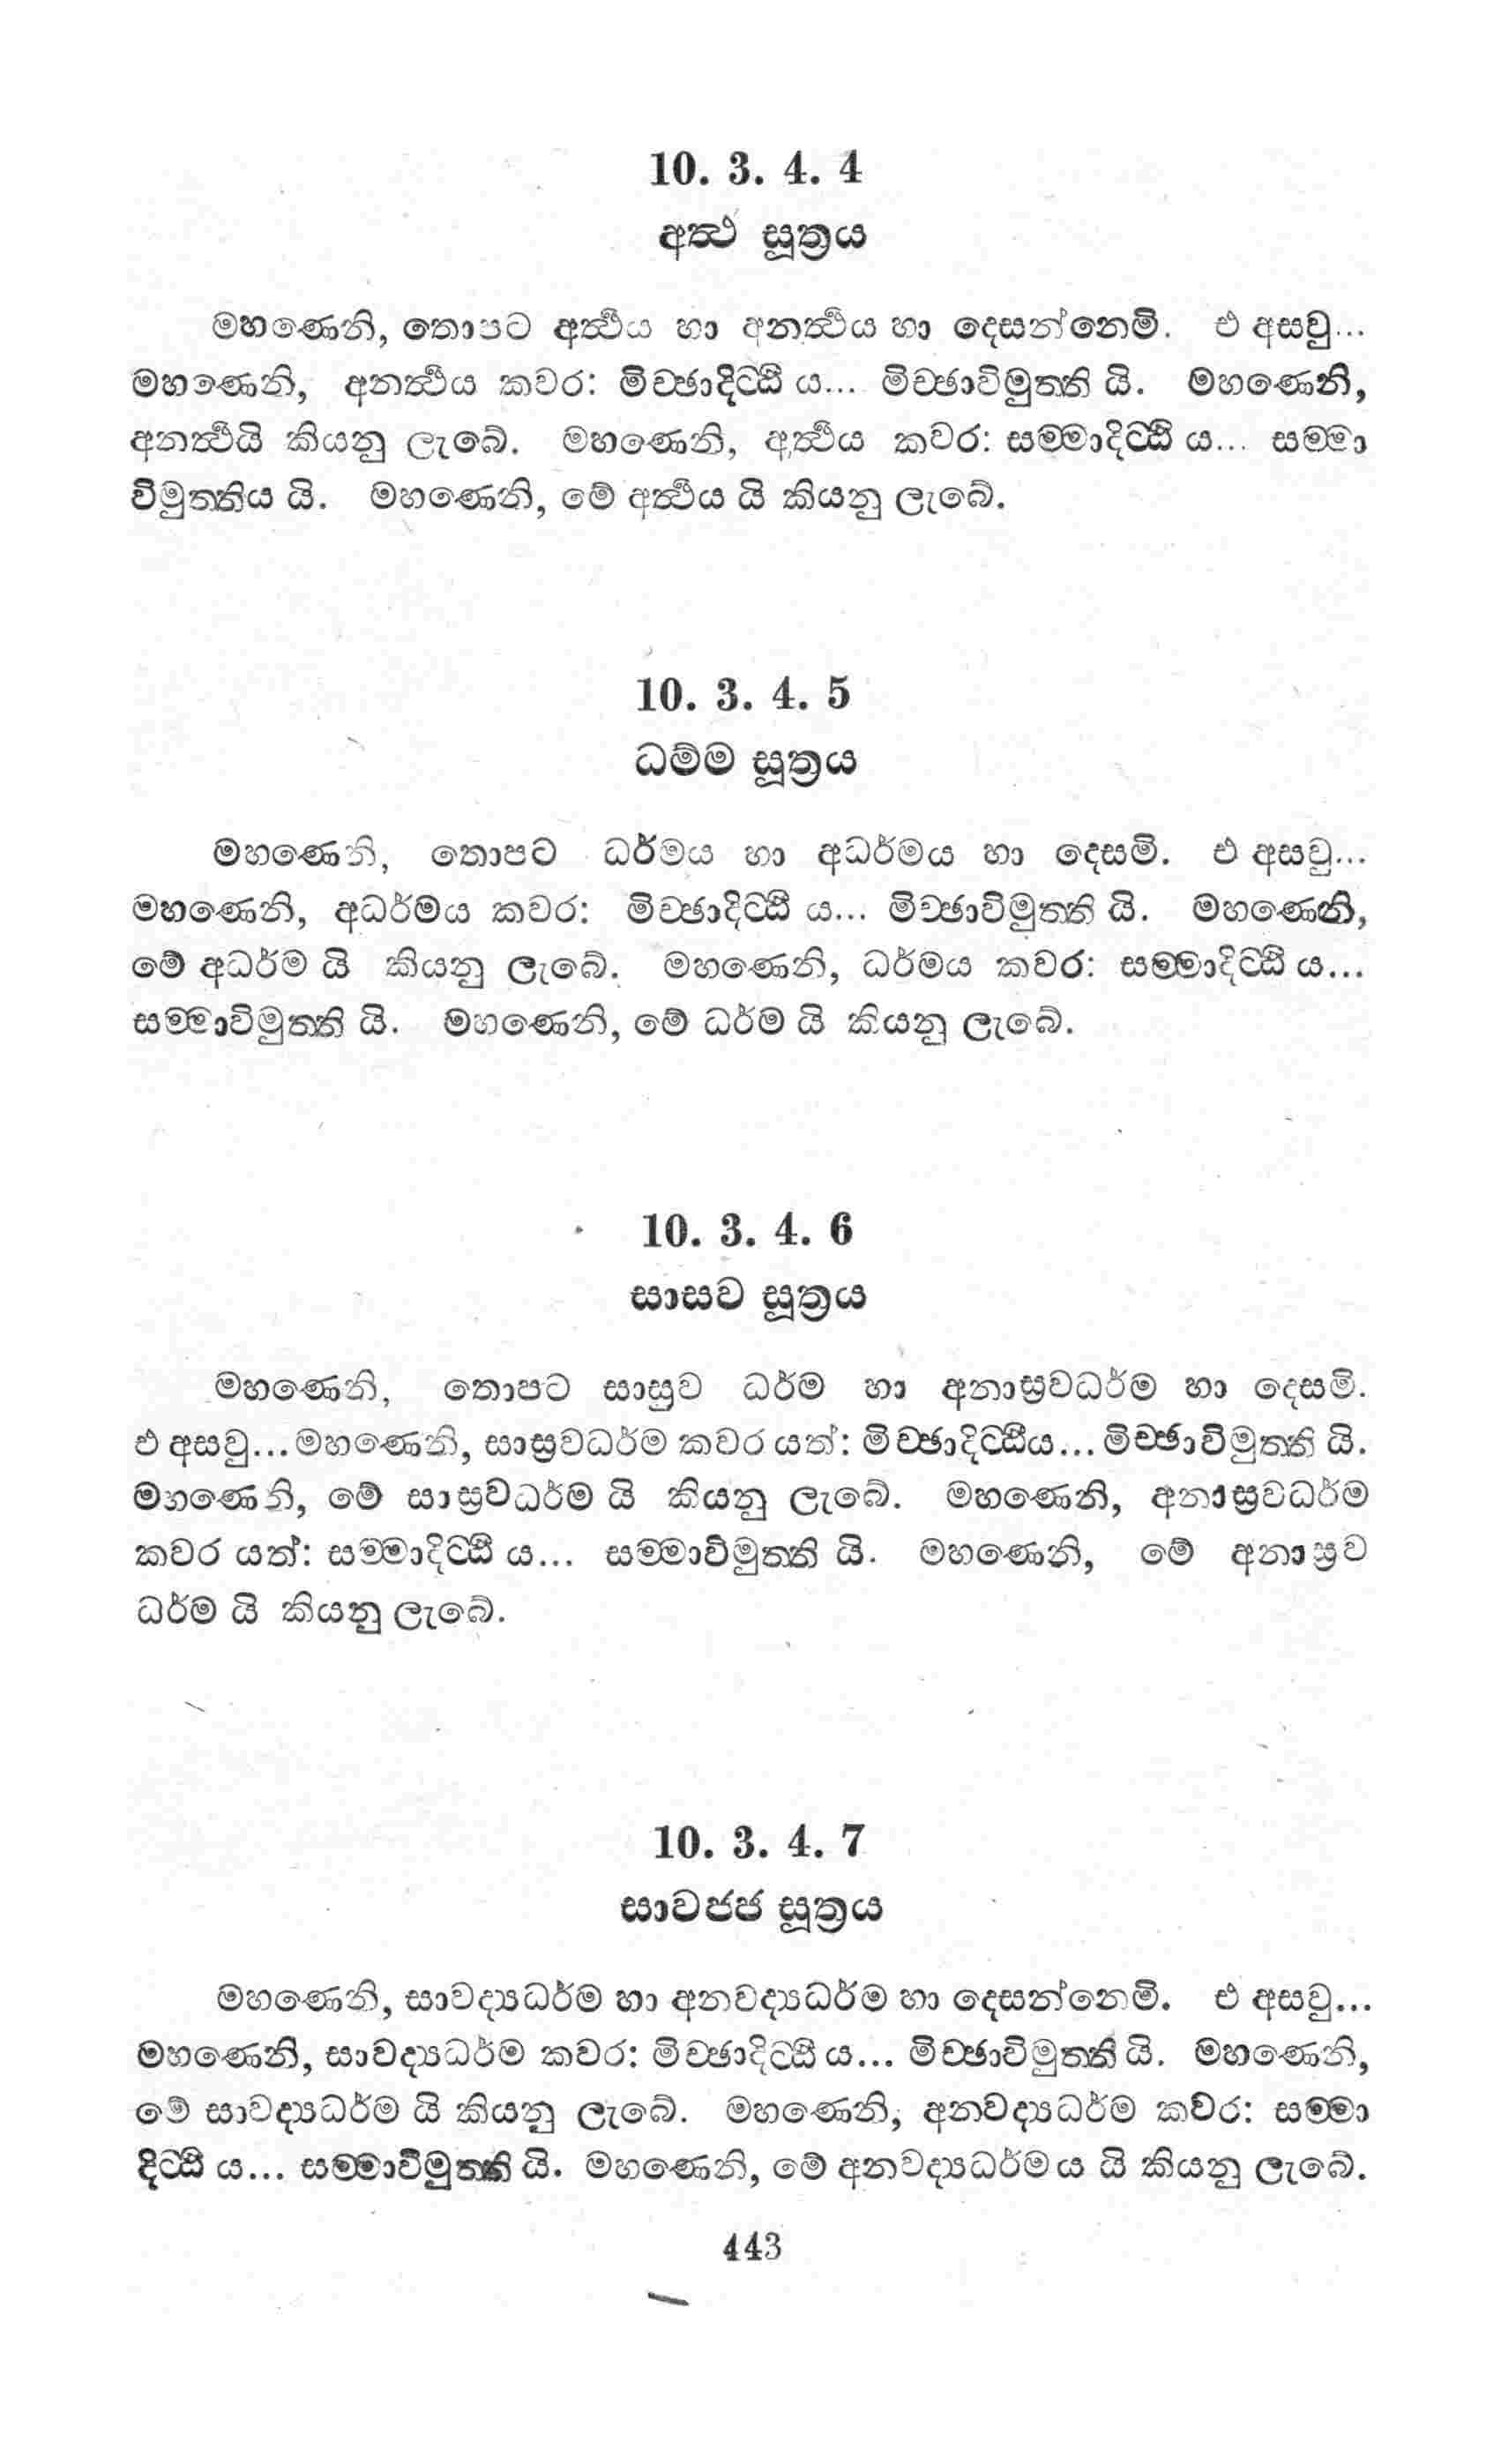 10. 3. 4. 4
අත්‍ථ සූත්‍රය
මහණෙනි, තොපට අර්‍ත්‍ථය හා අනර්‍ත්‍ථය හා දෙසන්නෙමි. එ අසවු...
මහණෙනි, අනර්‍ත්‍ථය කවර: මිච්ඡාදිට්ඨි ය... මිච්ඡාවිමුත්ති යි. මහණෙනි,
අනර්‍ත්‍ථයි කියනු ලැබේ. මහණෙනි, අර්‍ත්‍ථය කවර: සම්මාදිට්ඨි ය... සම්මා
විමුත්තිය යි. මහණෙනි, මේ අර්‍ත්‍ථය යි කියනු ලැබේ.
10. 3. 4. 5
ධම්ම සූත්‍රය
මහණෙනි, තොපට ධර්මය හා අධර්මය හා දෙසමි. එ අසවු...
මහණෙනි, අධර්මය කවර: මිච්ඡාදිට්ඨි ය... මිච්ඡාවිමුත්ති යි. මහණෙනි,
මේ අධර්ම යි කියනු ලැබේ. මහණෙනි, ධර්මය කවර: සම්මාදිට්ඨි ය...
සම්මාවිමුත්ති යි. මහණෙනි, මේ ධර්ම යි කියනු ලැබේ.
10. 3. 4. 6
සාසව සූත්‍රය
මහණෙනි, තොපට සාස්‍රව ධර්ම හා අනාස්‍රවධර්ම හා දෙසමි.
එ අසවු... මහණෙනි, සාස්‍රවධර්ම කවර යත්: මිච්ඡාදිට්ඨිය... මිච්ඡාවිමුත්ති යි.
මහණෙනි, මේ සාස්‍රවධර්ම යි කියනු ලැබේ. මහණෙනි, අනාස්‍රවධර්ම
කවර යත්: සම්මාදිට්ඨි ය... සම්මාවිමුත්ති යි. මහණෙනි, මේ අනාස්‍රව
ධර්ම යි කියනු ලැබේ.
10. 3. 4. 7
සාවජ්ජ සූත්‍රය
මහණෙනි, සාවද්‍යධර්ම හා අනවද්‍යධර්ම හා දෙසන්නෙමි. එ අසවු...
මහණෙනි, සාවද්‍යධර්ම කවර: මිච්ඡාදිට්ඨි ය... මිච්ඡාවිමුත්ති යි. මහණෙනි,
මේ සාවද්‍යධර්ම යි කියනු ලැබේ. මහණෙනි, අනවද්‍යධර්ම කවර: සම්මා
දිට්ඨි ය... සම්මාවිමුත්ති යි. මහණෙනි, මේ අනවද්‍යධර්මය යි කියනු ලැබේ.
443